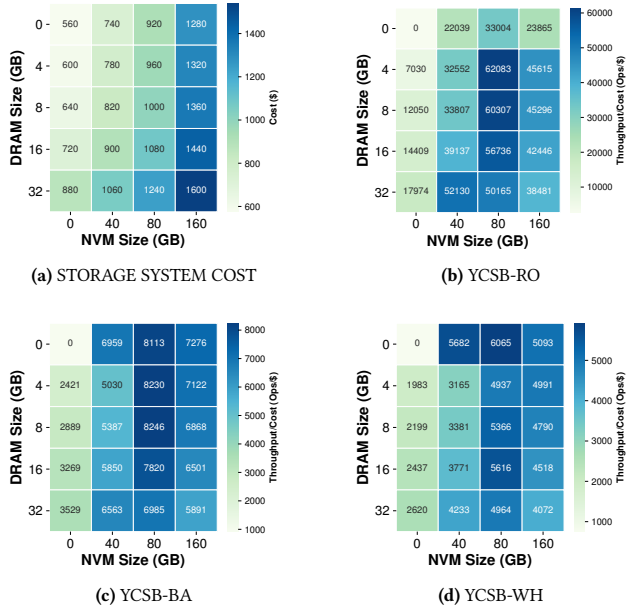 0 560 740 920 1280
4 600 780 960 1320
8 640 820 1000 1360
16 720 900 1080 1440
32 880 1060 1240 1600
0 40 80 160
NVM Size (GB)
DRAM Size (GB)
1400
1200
1000
800
600
Cost ($)
(a) STORAGE SYSTEM COST
0 0 22039 33004 23865
4 7030 32552 62083 45615
8 12050 33807 60307 45296
16 14409 39137 56736 42446
32 17974 52130 50165 38481
0 40 80 160
NVM Size (GB)
DRAM Size (GB)
60000
50000
40000
30000
20000
10000
Throughput/Cost (Ops/$)
(b) YCSB-RO
0 0 6959 8113 7276
4 2421 5030 8230 7122
8 2889 5387 8246 6868
16 3269 5850 7820 6501
32 3529 6563 6985 5891
0 40 80 160
NVM Size (GB)
DRAM Size (GB)
8000
7000
6000
5000
4000
3000
2000
1000
Throughput/Cost (Ops/$)
(c) YCSB-BA
0 0 5682 6065 5093
4 1983 3165 4937 4991
8 2199 3381 5366 4790
16 2437 3771 5616 4518
32 2620 4233 4964 4072
0 40 80 160
NVM Size (GB)
DRAM Size (GB)
5000
4000
3000
2000
1000
Throughput/Cost (Ops/$)
(d) YCSB-WH